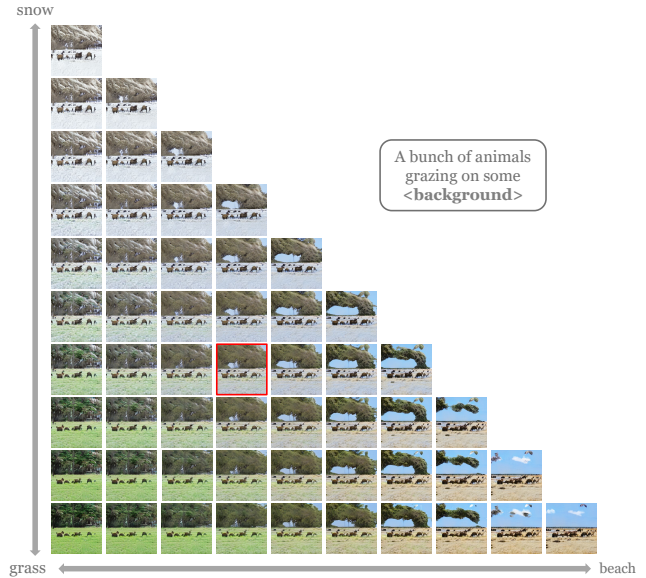 snow
A bunch of animals
grazing on some
<background>
grass
beach